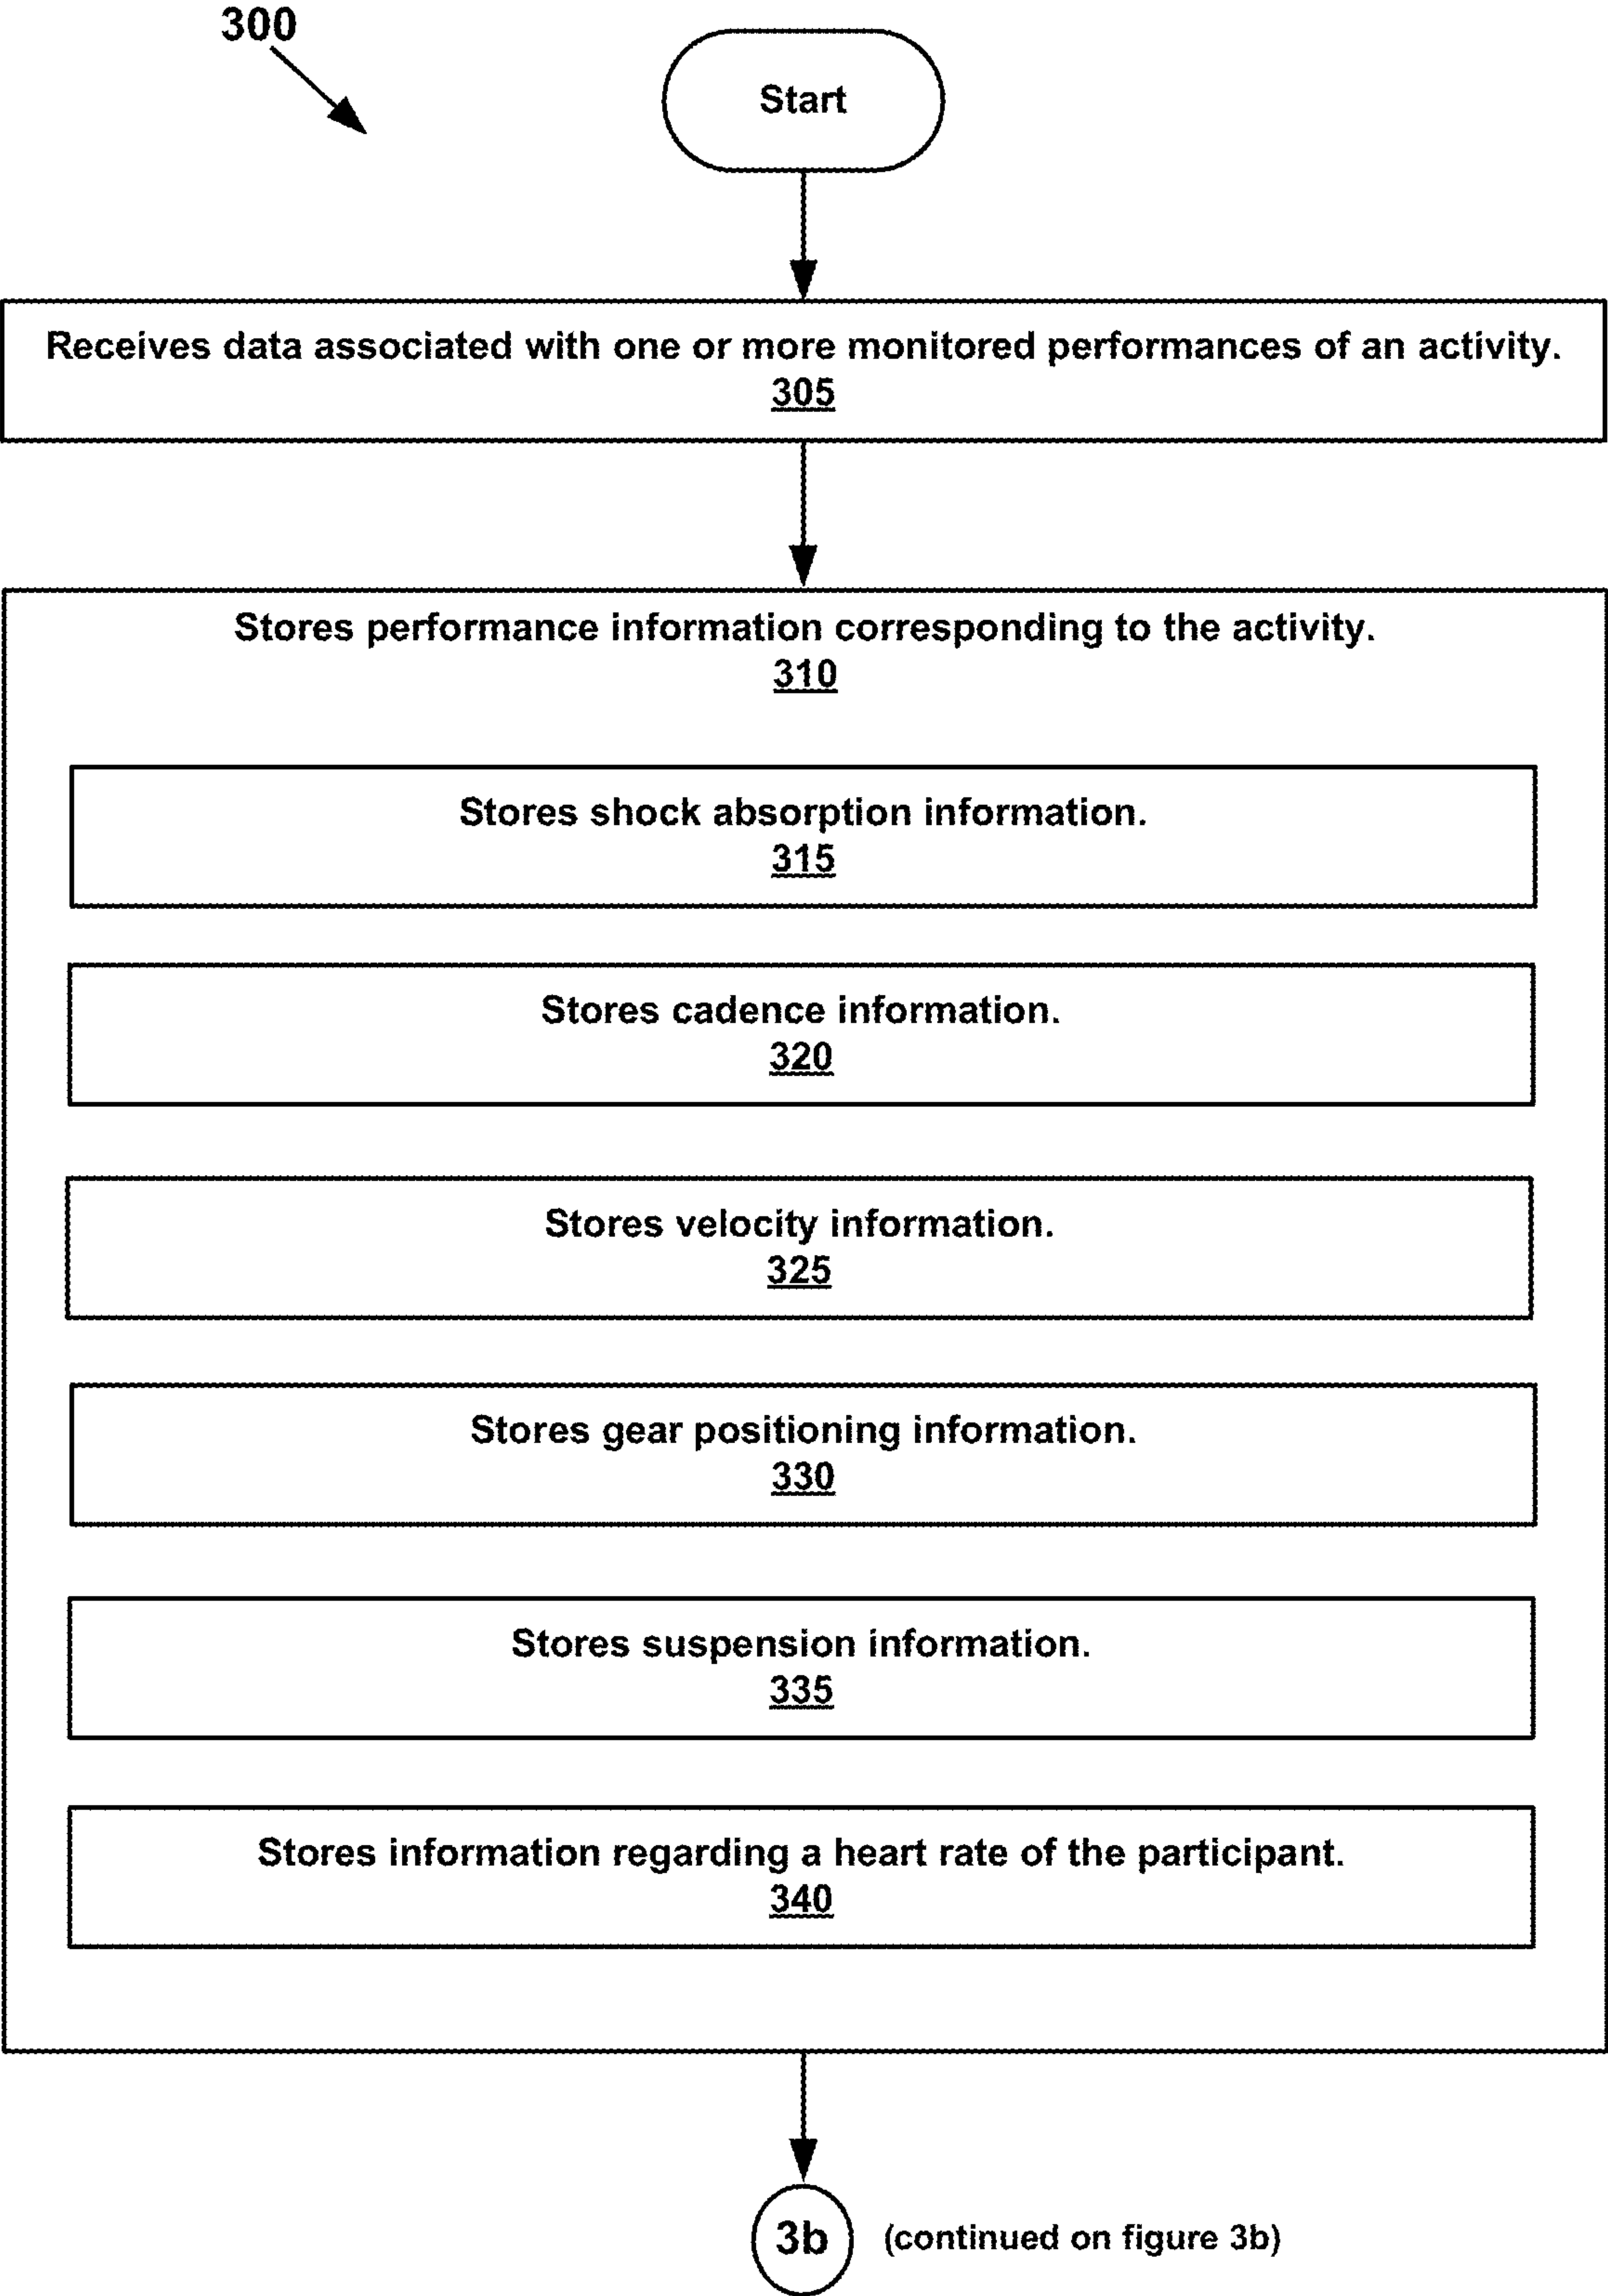 300
Start
Receives data associated with one or more monitored performances of an activity.
305
Stores performance information corresponding to the activity.
310
Stores shock absorption information.
315
Stores cadence information.
320
Stores velocity information.
325
Stores gear positioning information.
330
Stores suspension information.
335
Stores information regarding a heart rate of the participant.
340
3b (continued on figure 3b)